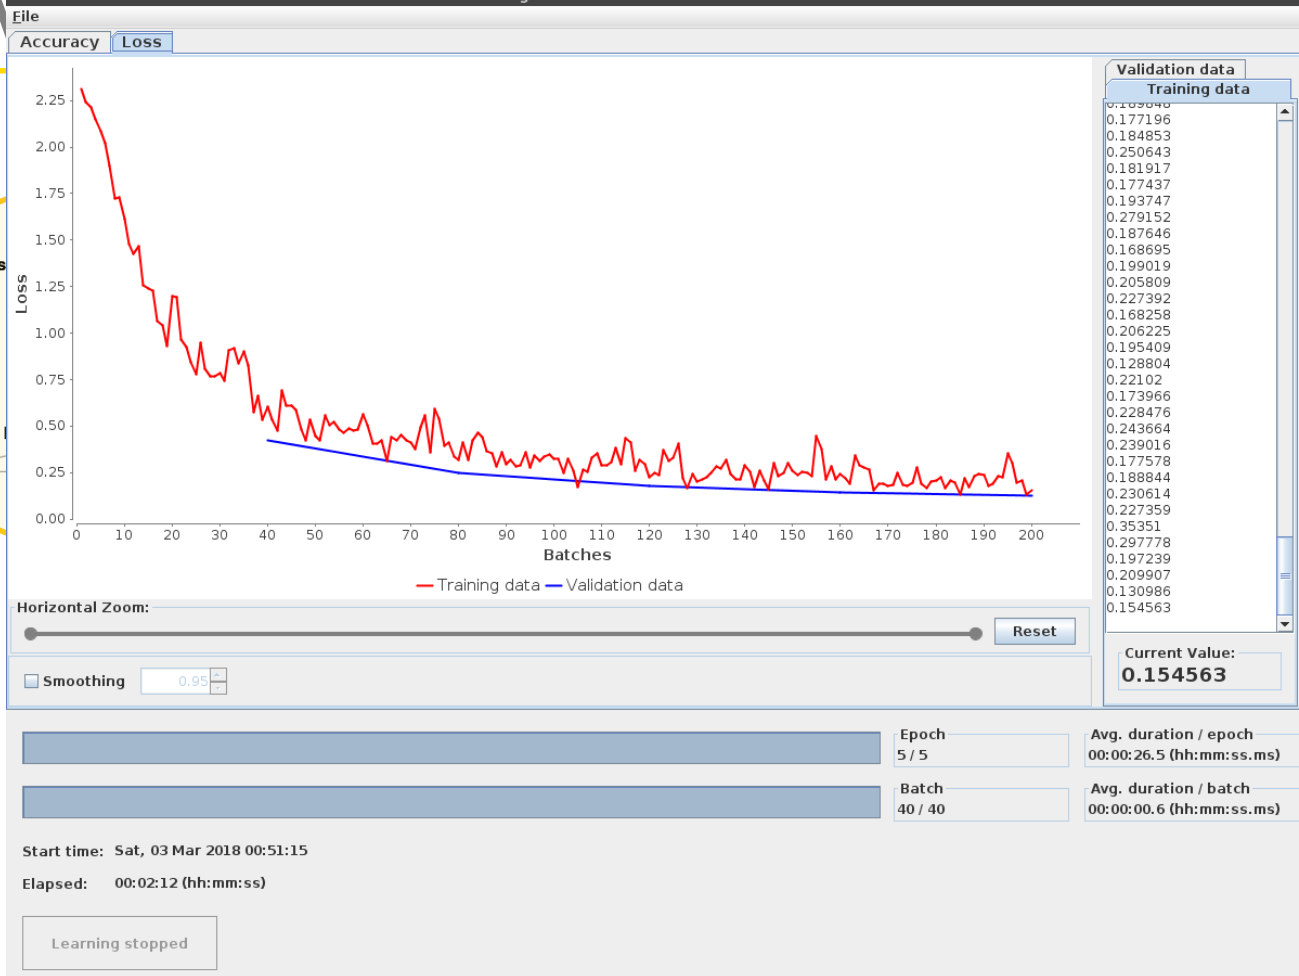 File
Accuracy Loss
Validation data
Training data
2.25
2.00
1.75
1.50
1.25
1.00
0.75
0.50
0.25
0.00
Loss
0 10 20 30 40 50 60 70 80 90 100 110 120 130 140 150 160 170 180 190 200
Batches
Training data Validation data
0.177196
0.184853
0.250643
0.181917
0.177437
0.193747
0.279152
0.187646
0.168695
0.199019
0.205809
0.227392
0.168258
0.206225
0.195409
0.128804
0.22102
0.173966
0.228476
0.243664
0.239016
0.177578
0.188844
0.230614
0.227359
0.35351
0.297778
0.197239
0.209907
0.130986
0.154563
Horizontal Zoom:
Reset
Smoothing 0.95
Current Value:
0.154563
Epoch
5 / 5
Avg. duration / epoch
00:00:26.5 (hh:mm:ss.ms)
Batch
40 / 40
Avg. duration / batch
00:00:00.6 (hh:mm:ss.ms)
Start time: Sat, 03 Mar 2018 00:51:15
Elapsed: 00:02:12 (hh:mm:ss)
Learning stopped